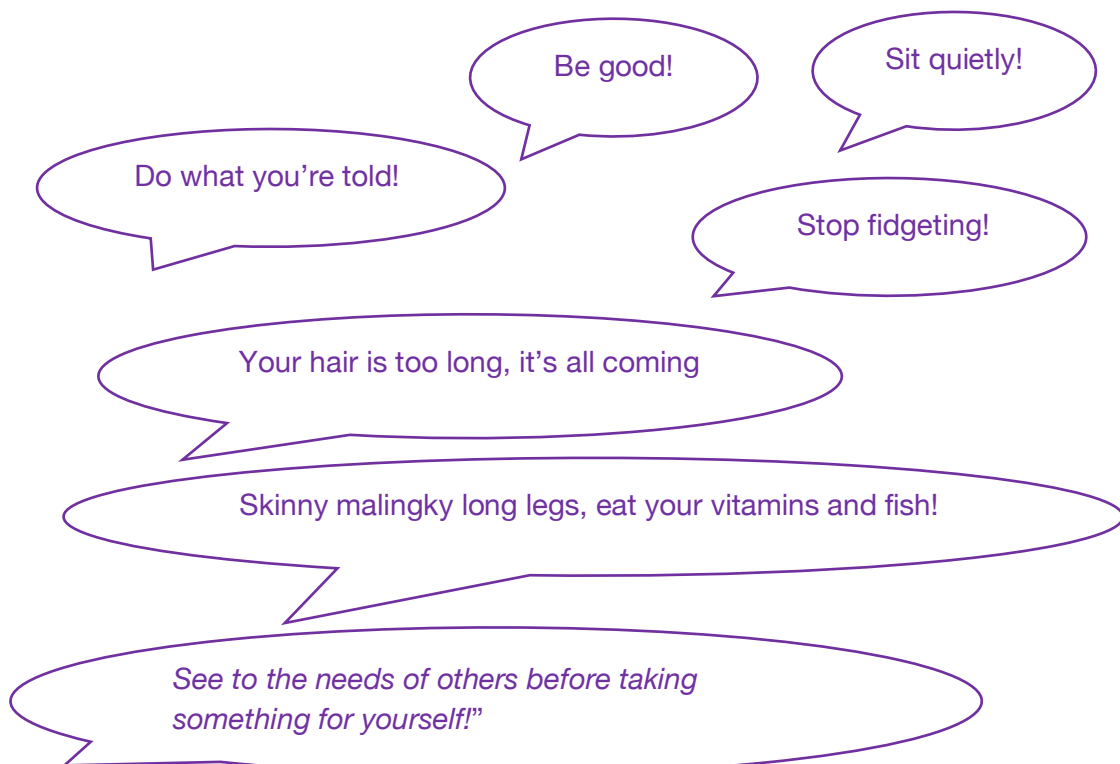 Be good!
Sit quietly!
Do what you're told!
Stop fidgeting!
Your hair is too long, it's all coming
Skinny malingky long legs, eat your vitamins and fish!
See to the needs of others before taking
something for yourself!”